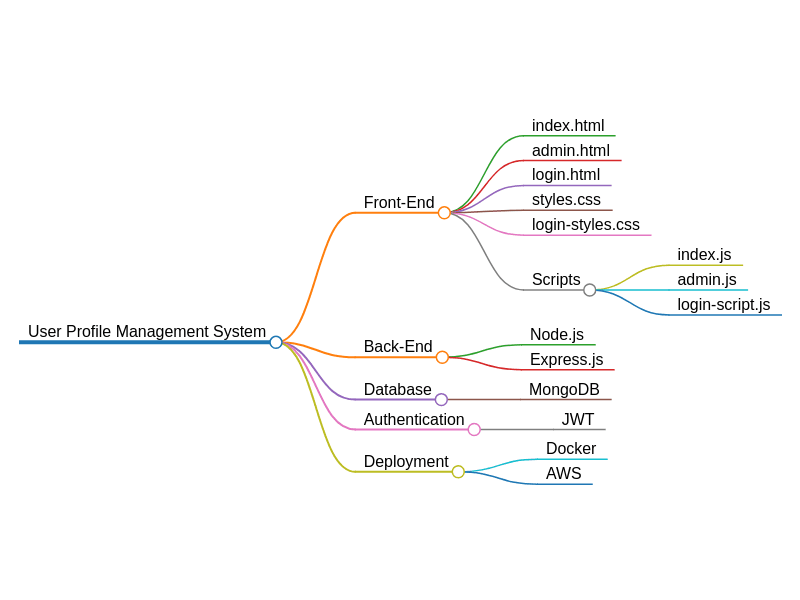 User Profile Management System
Front-End
index.html
admin.html
login.html
styles.css
login-styles.css
Scripts
index.js
admin.js
login-script.js
Back-End
Node.js
Express.js
Database
MongoDB
Authentication
JWT
Deployment
Docker
AWS